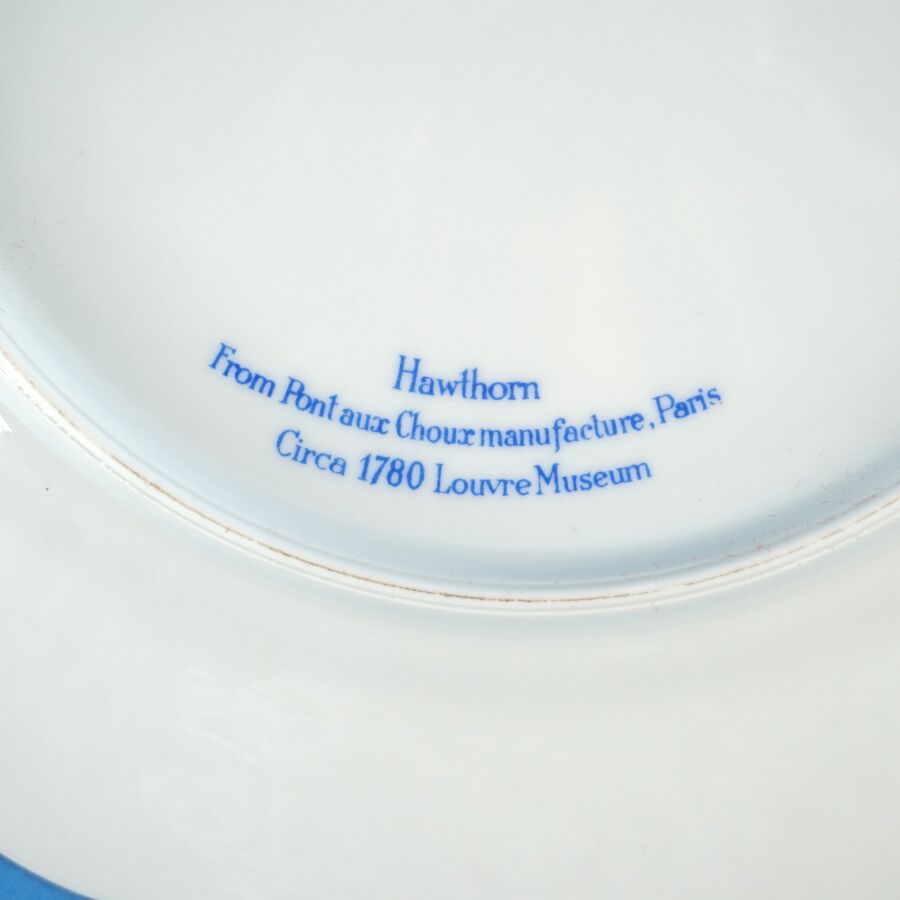 Hawthorn
From Pont aux Choux manufacture, Paris
Circa 1780 Louvre Museum